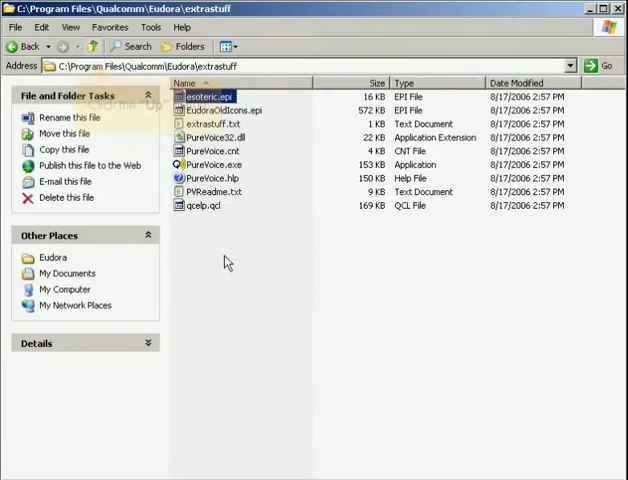 C:\Program Files\Qualcomm\Eudora\extrastuff
File Edit View Favorites Tools Help
Back Search Folders
Address C:\Program Files\Qualcomm\Eudora\extrastuff Go
File and Folder Tasks
Rename this file
Move this file
Copy this file
Publish this file to the Web
E-mail this file
Delete this file
Other Places
Eudora
My Documents
My Computer
My Network Places
Details
Click the "Up"
Name Size Type Date Modified
esoteric.epi 16 KB EPI File 8/17/2006 2:57 PM
EudoraOldIcons.epi 572 KB EPI File 8/17/2006 2:57 PM
extrastuff.txt 1 KB Text Document 8/17/2006 2:57 PM
PureVoice32.dll 22 KB Application Extension 8/17/2006 2:57 PM
PureVoice.cnt 4 KB CNT File 8/17/2006 2:57 PM
PureVoice.exe 153 KB Application 8/17/2006 2:57 PM
PureVoice.hlp 150 KB Help File 8/17/2006 2:57 PM
PVReadme.txt 9 KB Text Document 8/17/2006 2:57 PM
qcelp.qcl 169 KB QCL File 8/17/2006 2:57 PM